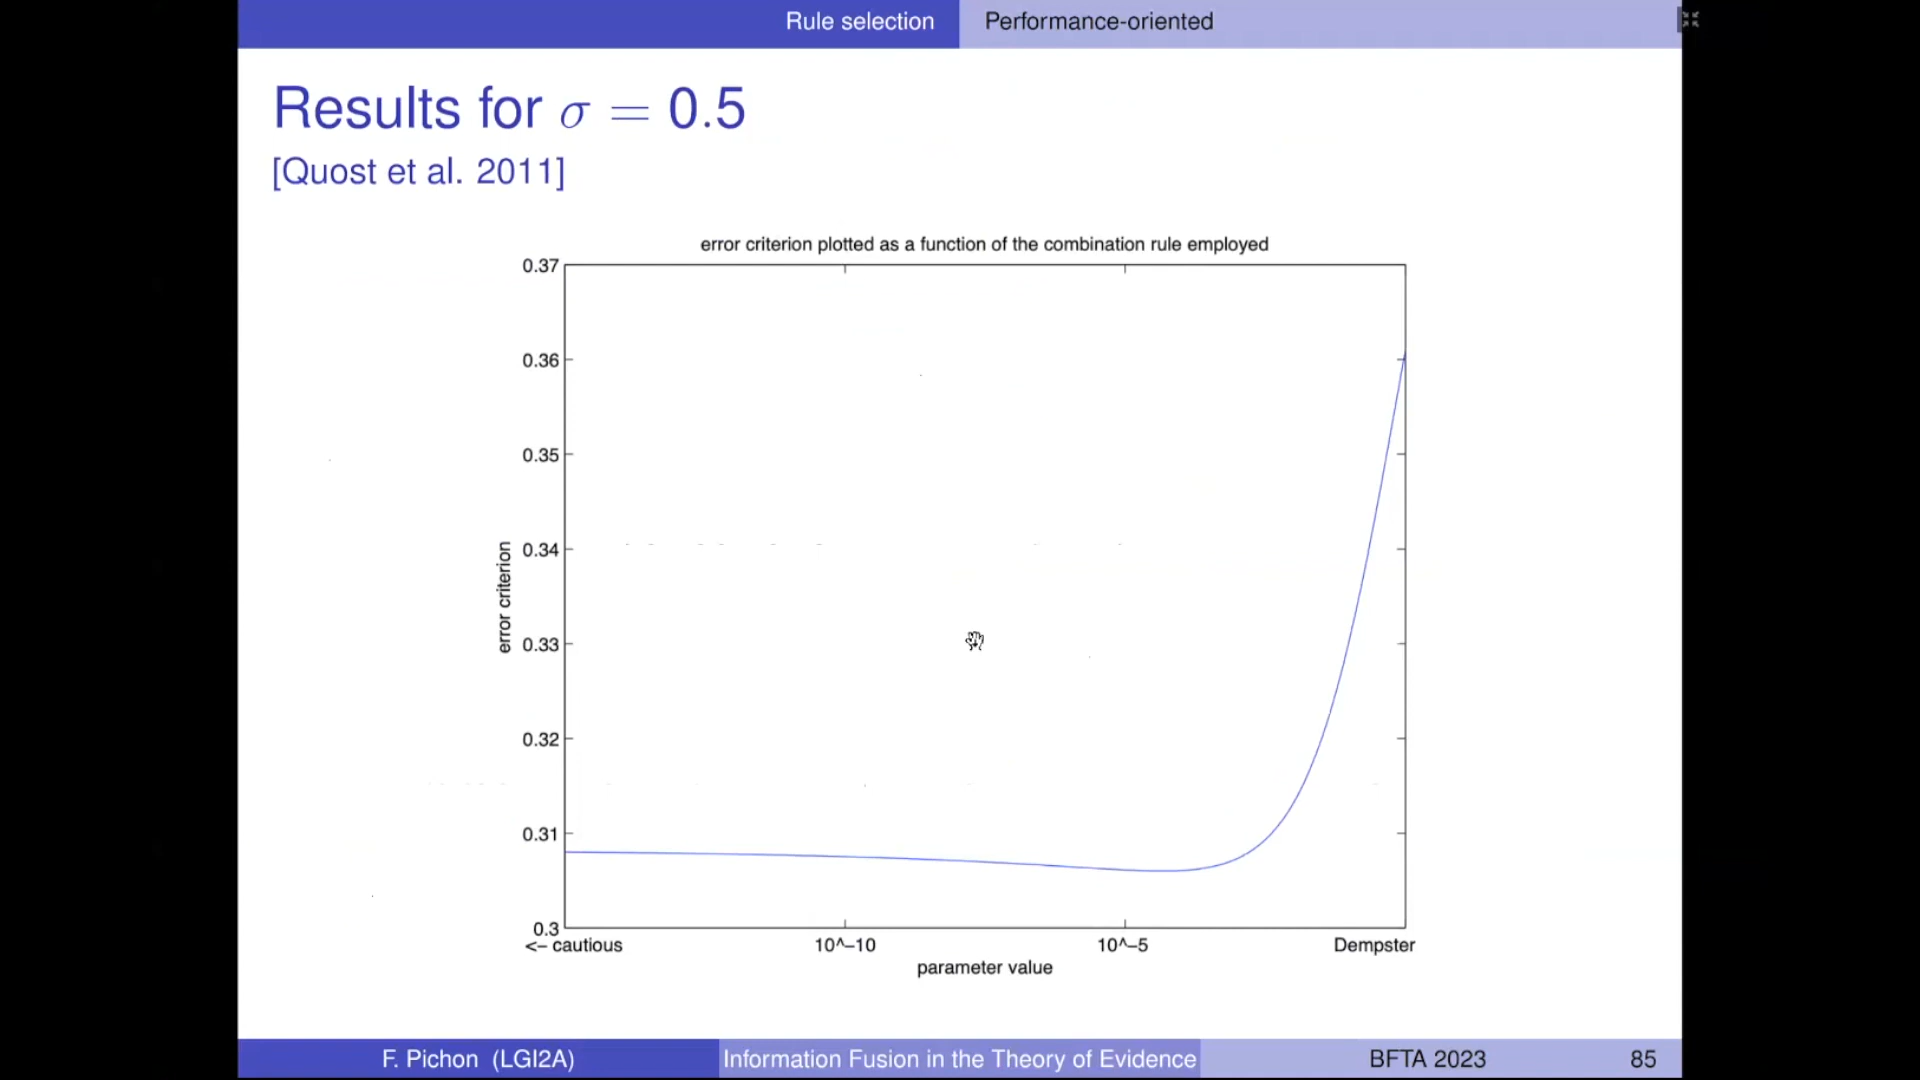 Rule selection Performance-oriented
Results for σ = 0.5
[Quost et al. 2011]
error criterion plotted as a function of the combination rule employed
0.37
0.36
0.35
0.34
0.33
0.32
0.31
0.3
error criterion
<– cautious 10^–10 10^–5 Dempster
parameter value
F. Pichon (LGI2A) Information Fusion in the Theory of Evidence BFTA 2023 85